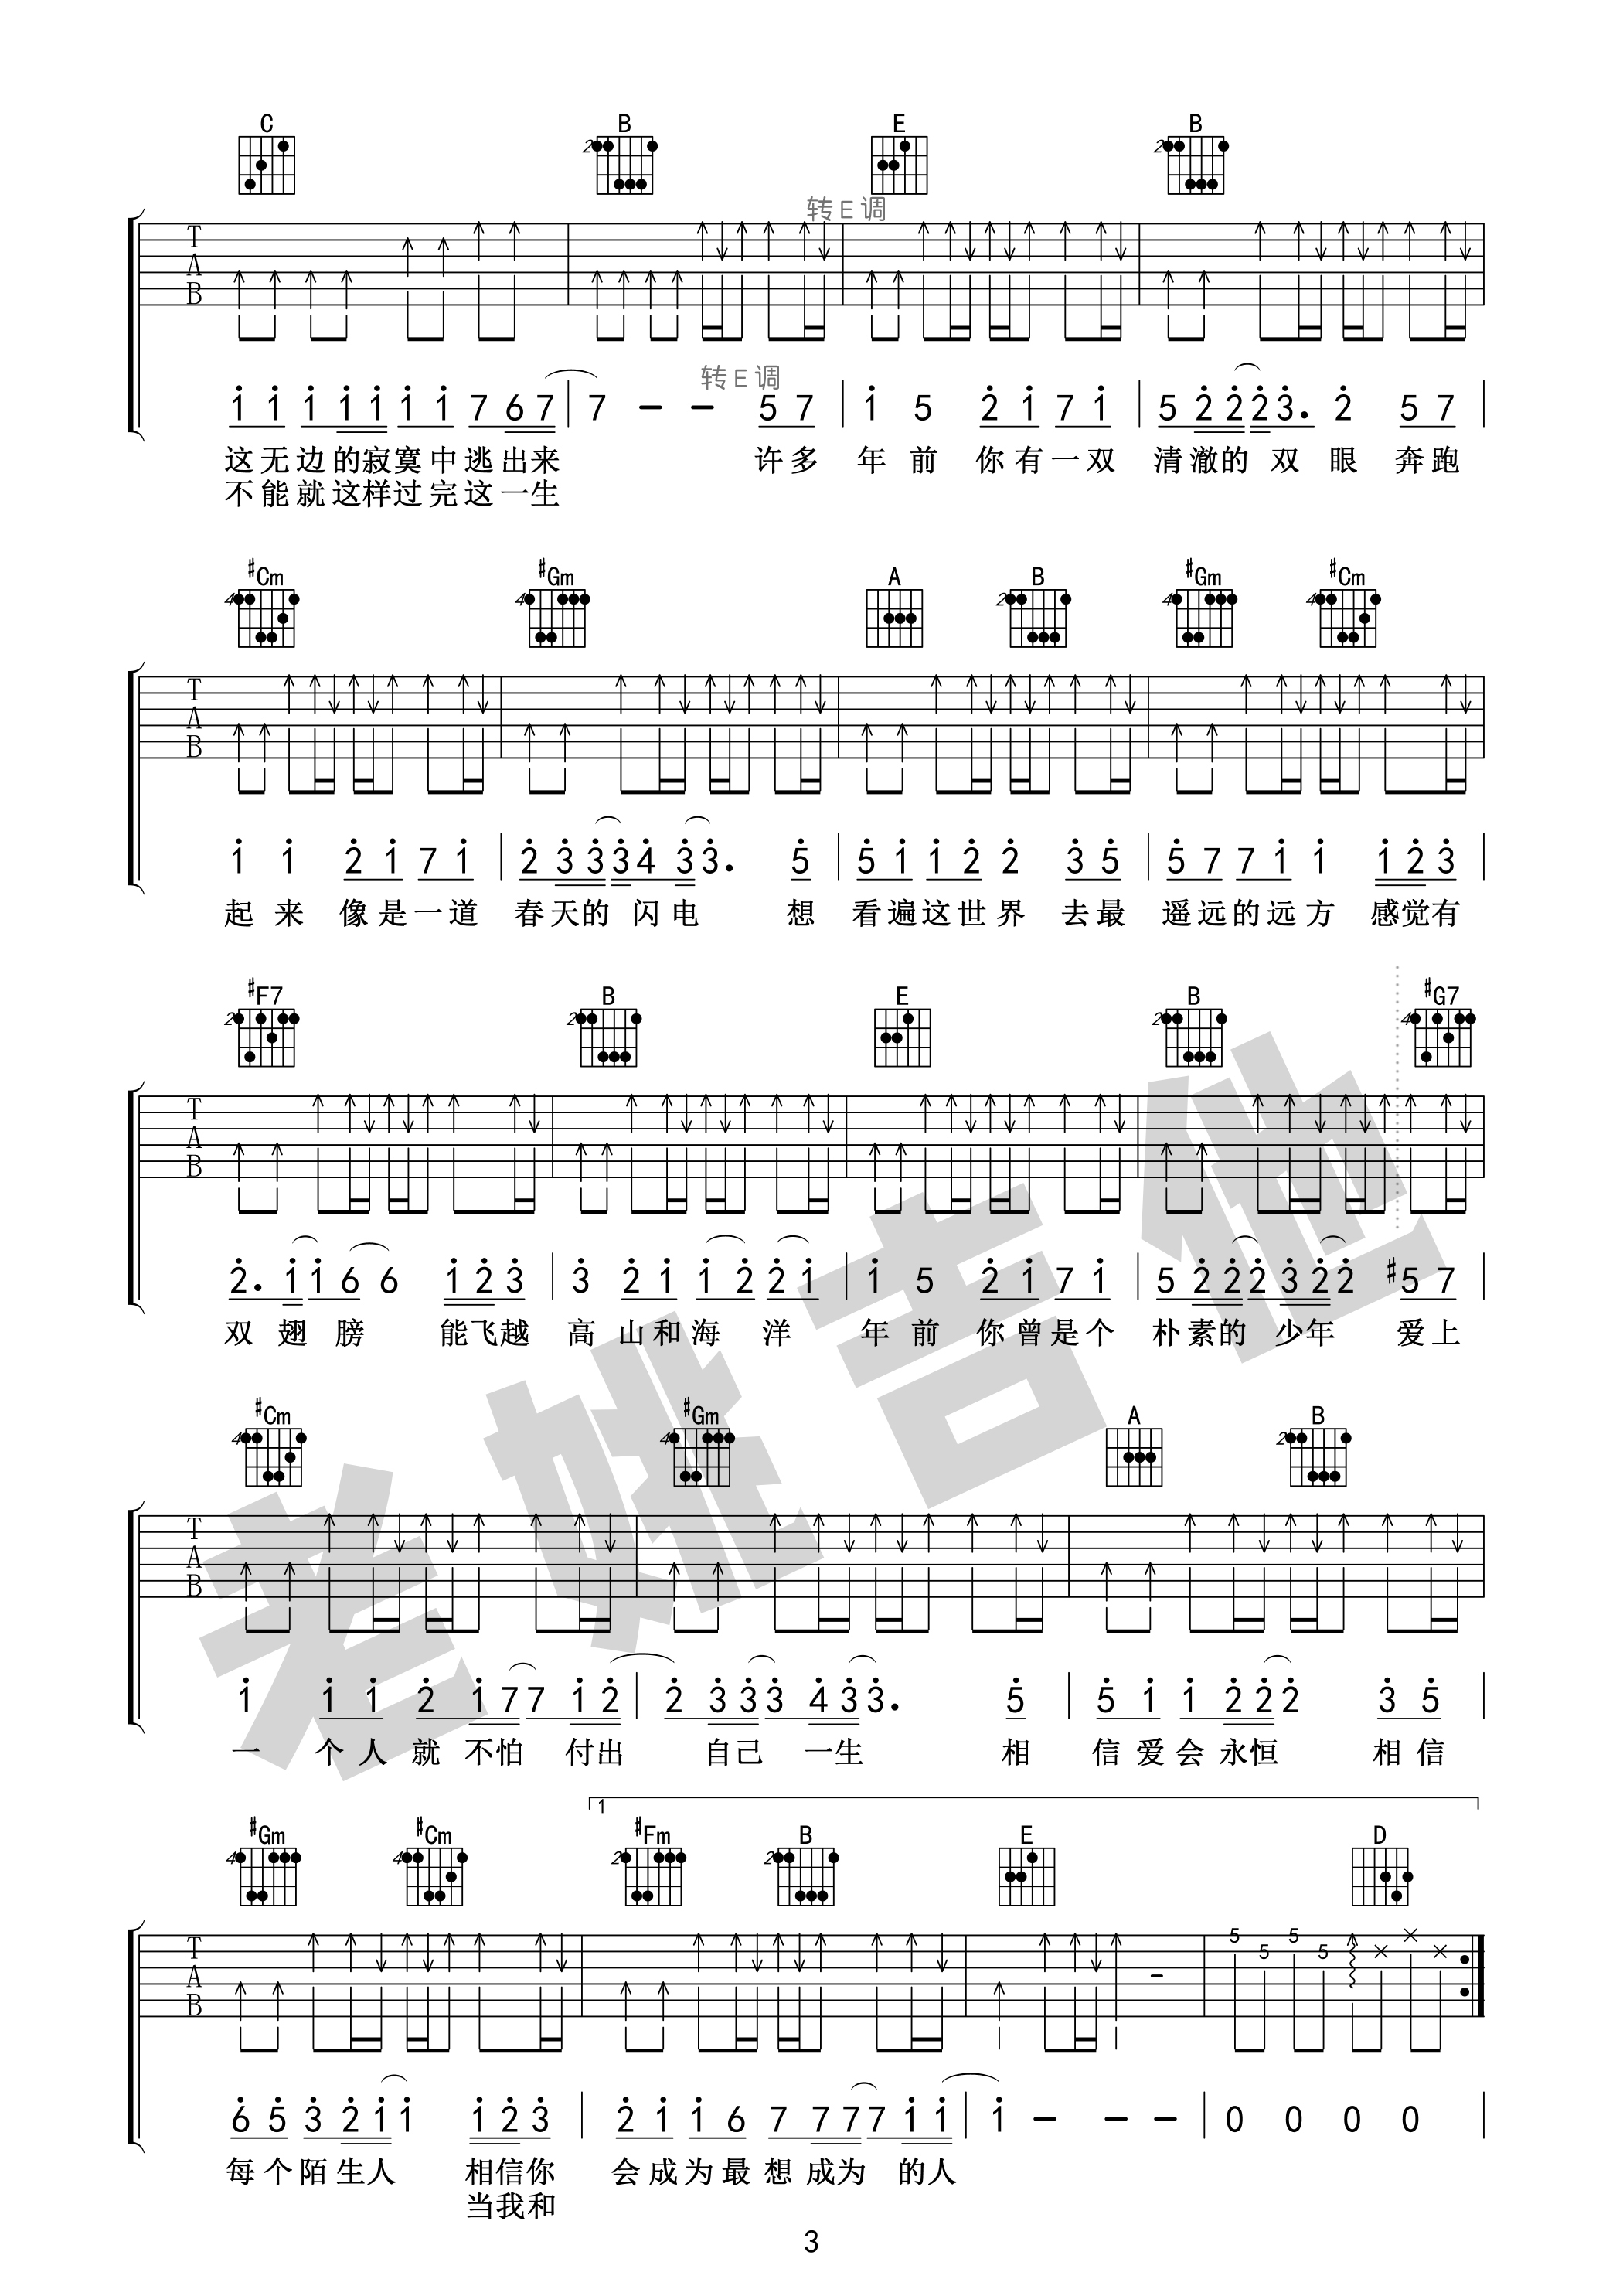 C B E B
转E调
T
A
B
转E调
1 1 1 1 1 1 1 7 6 7 7 - - 5 7 1 5 2 1 7 1 5 2 2 2 3. 2 5 7
这无边的寂寞中逃出来 许多 年前 你有一双 清澈的双眼 奔跑
不能就这样过完这一生
#Cm #Gm A B #Gm #Cm
T
A
B
1 1 2 1 7 1 2 3 3 3 4 3 3. 5 5 1 1 2 2 3 5 5 7 7 1 1 1 2 3
起来 像是一道 春天的闪电 想 看遍这世界 去最 遥远的远方 感觉有
#F7 B E B #G7
T
A
B
2. 1 1 6 6 1 2 3 3 2 1 1 2 2 1 1 5 2 1 7 1 5 2 2 2 3 2 2 #5 7
双翅膀 能飞越 高山和海洋 年前 你曾是个 朴素的少年 爱上
#Cm #Gm A B
T
A
B
1 1 1 2 1 7 7 1 2 2 3 3 3 4 3 3. 5 5 1 1 2 2 2 3 5
一 个人就不怕 付出 自己 一生 相 信爱会永恒 相信
1
#Gm #Cm #Fm B E D
T
A
B
5 5 5 5
6 5 3 2 1 1 1 2 3 2 1 1 6 7 7 7 7 1 1 1 - - - 0 0 0 0
每个陌生人 相信你 会成为最想成为 的人
当我和
3
老姚吉他